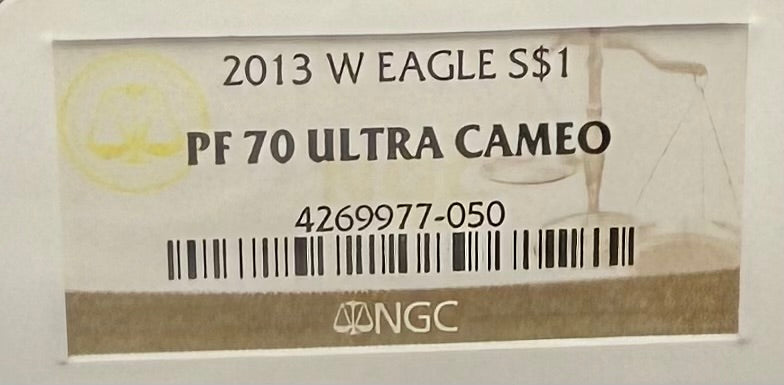 2013 W EAGLE S$1
PF 70 ULTRA CAMEO
4269977-050
NGC